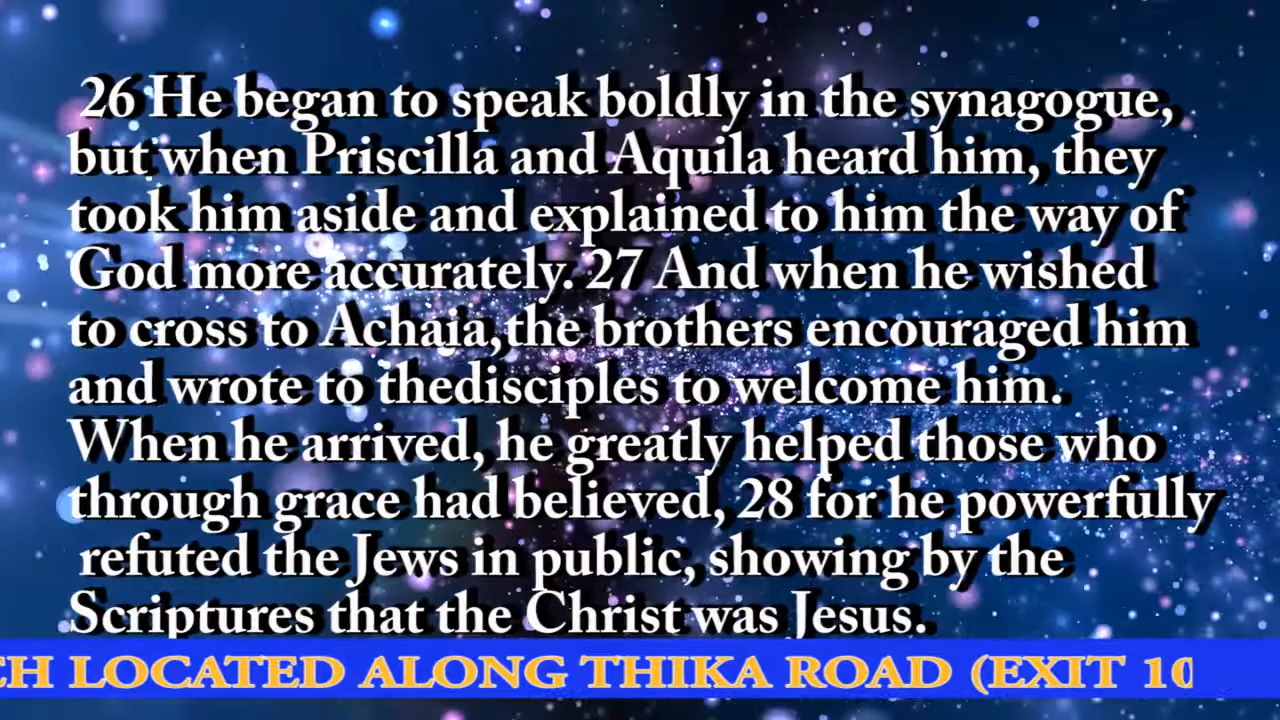 26 He began to speak boldly in the synagogue,
but when Priscilla and Aquila heard him, they
took him aside and explained to him the way of
God more accurately. 27 And when he wished
to cross to Achaia,the brothers encouraged him
and wrote to thedisciples to welcome him.
When he arrived, he greatly helped those who
through grace had believed, 28 for he powerfully
refuted the Jews in public, showing by the
Scriptures that the Christ was Jesus.
LOCATED ALONG THIKA ROAD (EXIT